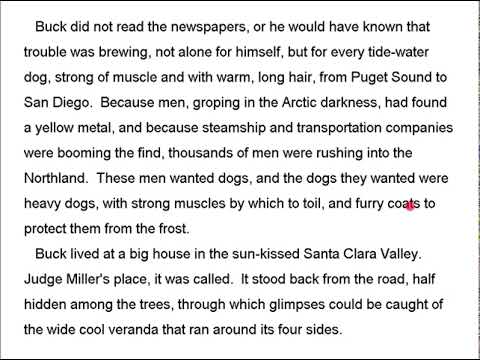 Buck did not read the newspapers, or he would have known that
trouble was brewing, not alone for himself, but for every tide-water
dog, strong of muscle and with warm, long hair, from Puget Sound to
San Diego.  Because men, groping in the Arctic darkness, had found
a yellow metal, and because steamship and transportation companies
were booming the find, thousands of men were rushing into the
Northland.  These men wanted dogs, and the dogs they wanted were
heavy dogs, with strong muscles by which to toil, and furry coats to
protect them from the frost.
Buck lived at a big house in the sun-kissed Santa Clara Valley.
Judge Miller's place, it was called.  It stood back from the road, half
hidden among the trees, through which glimpses could be caught of
the wide cool veranda that ran around its four sides.